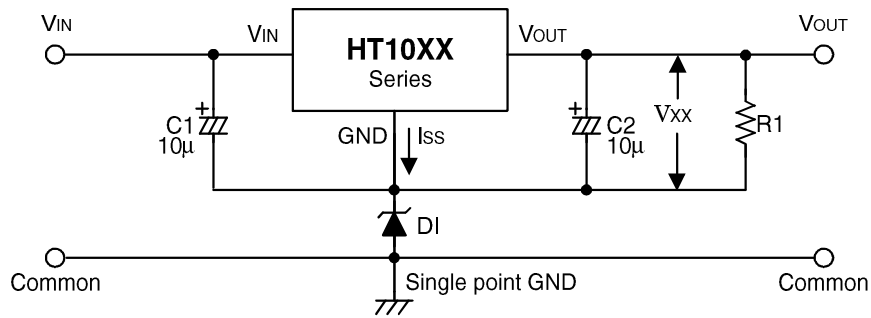 VIN
VIN
HT10XX
Series
VOUT
VOUT
+
C1
10μ
GND
ISS
+
C2
10μ
VXX
R1
DI
Common
Single point GND
Common